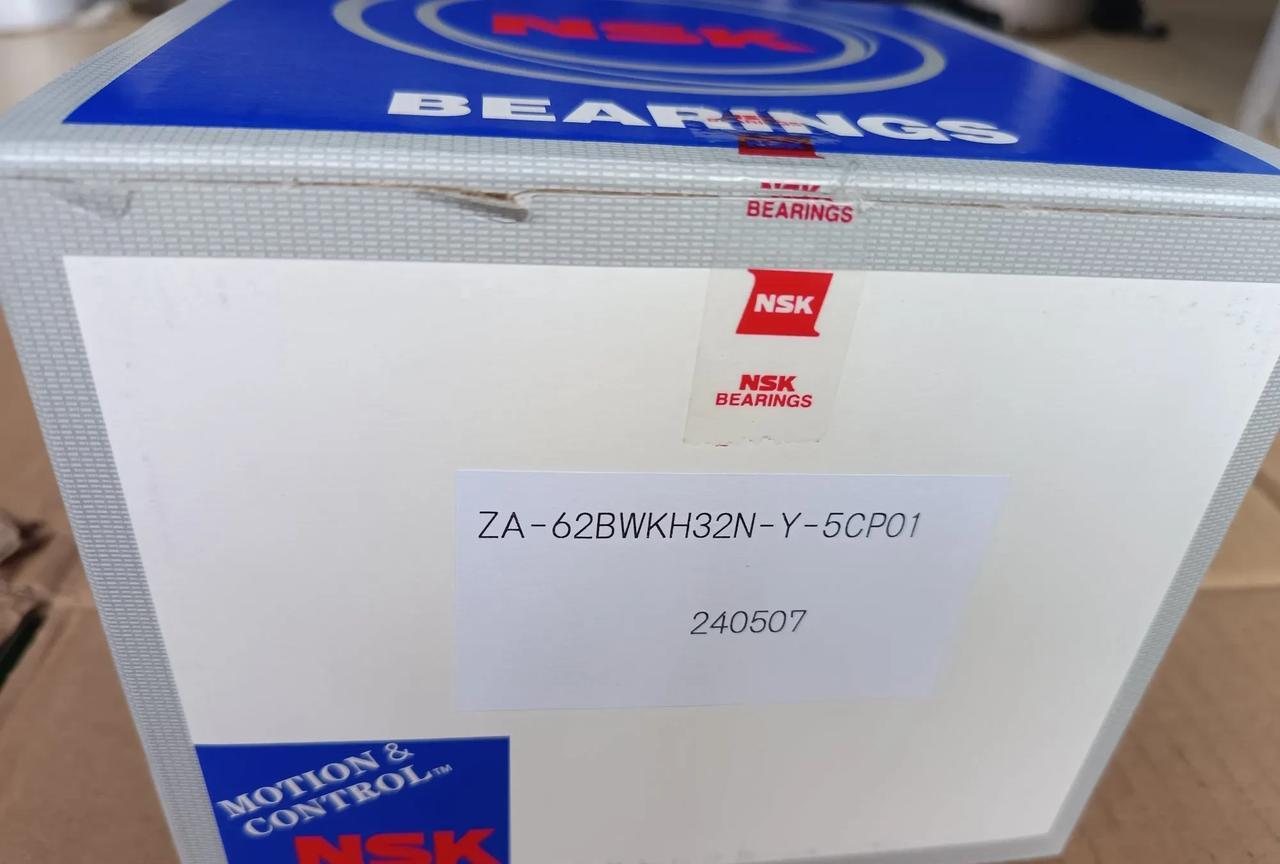 NSK
BEARINGS
NSK
BEARINGS
NSK
NSK
BEARINGS
ZA-62BWKH32N-Y-5CP01
240507
MOTION &
CONTROL™
NSK